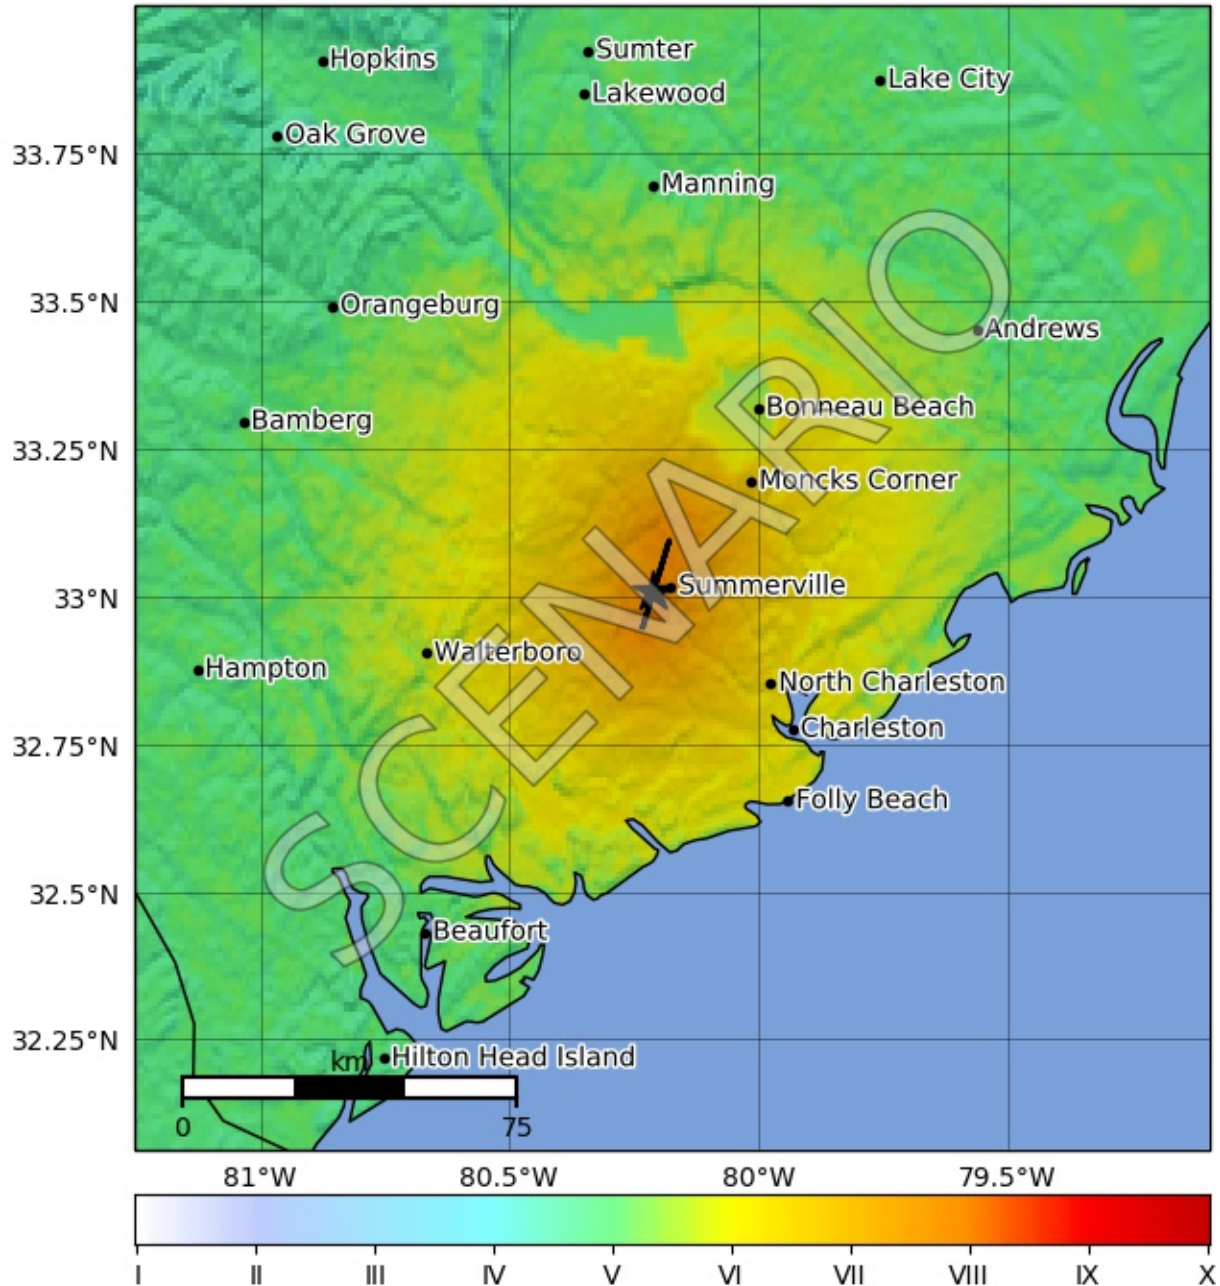 Hopkins
Sumter
Lake City
Lakewood
Oak Grove
33.75°N
Manning
33.5°N
Orangeburg
Andrews
Bonneau Beach
Bamberg
33.25°N
Moncks Corner
SCENARIO
33°N
Summerville
Walterboro
Hampton
North Charleston
Charleston
32.75°N
Folly Beach
32.5°N
Beaufort
32.25°N
Hilton Head Island
km
0 75
81°W 80.5°W 80°W 79.5°W
I II III IV V VI VII VIII IX X